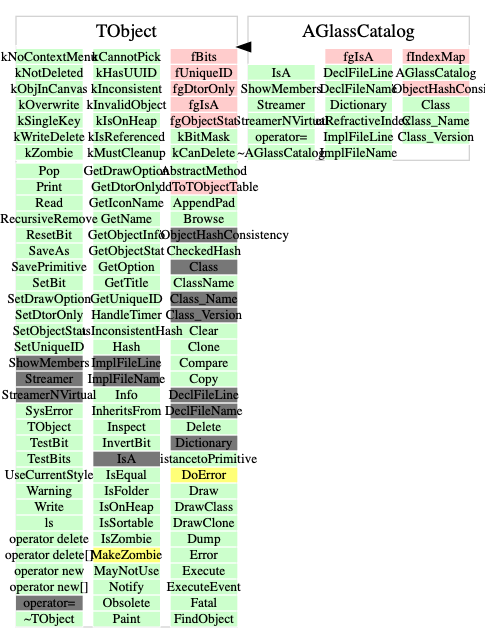 TObject AGlassCatalog
kNoContextMenu kCannotPick fBits fgIsA fIndexMap
kNotDeleted kHasUUID fUniqueID IsA DeclFileLine AGlassCatalog
kObjInCanvas kInconsistent fgDtorOnly ShowMembers DeclFileName
kOverwrite kInvalidObject fgIsA Streamer Dictionary Class
kSingleKey kIsOnHeap fgObjectStat StreamerNVirtual Class_Name
kWriteDelete kIsReferenced kBitMask operator= ImplFileLine Class_Version
kZombie kMustCleanup kCanDelete ~AGlassCatalog ImplFileName
Pop GetDrawOption AbstractMethod
Print GetDtorOnly
Read GetIconName AppendPad
RecursiveRemove GetName Browse
ResetBit GetObjectInfo
SaveAs GetObjectStat CheckedHash
SavePrimitive GetOption Class
SetBit GetTitle ClassName
SetDrawOption GetUniqueID Class_Name
SetDtorOnly HandleTimer Class_Version
SetObjectStat Clear
SetUniqueID Hash Clone
ShowMembers ImplFileLine Compare
Streamer ImplFileName Copy
StreamerNVirtual Info DeclFileLine
SysError InheritsFrom DeclFileName
TObject Inspect Delete
TestBit InvertBit Dictionary
TestBits IsA
UseCurrentStyle IsEqual DoError
Warning IsFolder Draw
Write IsOnHeap DrawClass
ls IsSortable DrawClone
operator delete IsZombie Dump
operator delete[] MakeZombie Error
operator new MayNotUse Execute
operator new[] Notify ExecuteEvent
operator= Obsolete Fatal
~TObject Paint FindObject